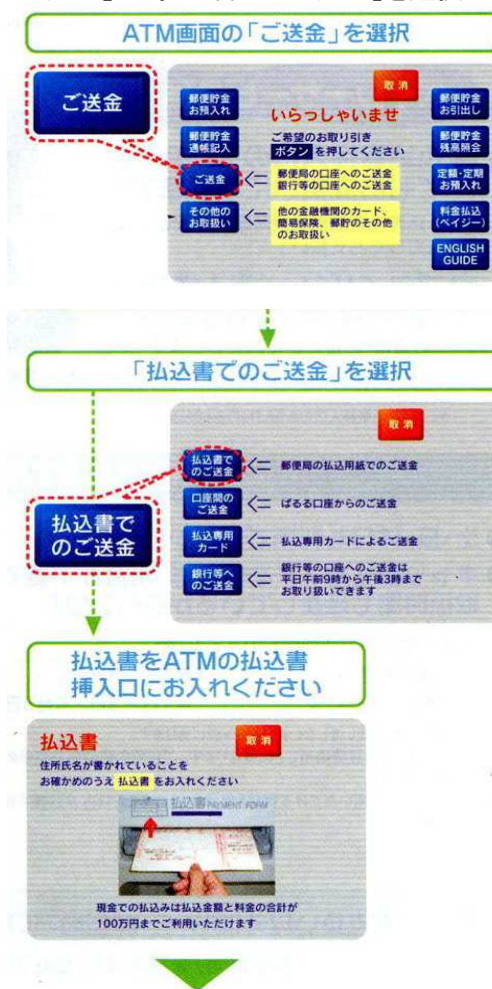 ATM画面の「ご送金」を選択
ご送金
取消
郵便貯金
お預入れ
郵便貯金
通帳記入
ご送金
その他の
お取扱い
いらっしゃいませ
ご希望のお取り引き
ボタン を押してください
郵便局の口座へのご送金
銀行等の口座へのご送金
他の金融機関のカード、
簡易保険、郵貯のその他
のお取扱い
郵便貯金
お引出し
郵便貯金
残高照会
定額・定期
お預入れ
料金払込
(ペイジー)
ENGLISH
GUIDE
「払込書でのご送金」を選択
取消
払込書で
のご送金
払込書で
のご送金
郵便局の払込用紙でのご送金
口座間の
ご送金
ぱるる口座からのご送金
払込専用
カード
払込専用カードによるご送金
銀行等へ
のご送金
銀行等の口座へのご送金は
平日午前9時から午後3時まで
お取り扱いできます
払込書をATMの払込書
挿入口にお入れください
払込書
取消
住所氏名が書かれていることを
お確かめのうえ 払込書 をお入れください
払込書 PAYMENT FORM
現金での払込みは払込金額と料金の合計が
100万円までご利用いただけます